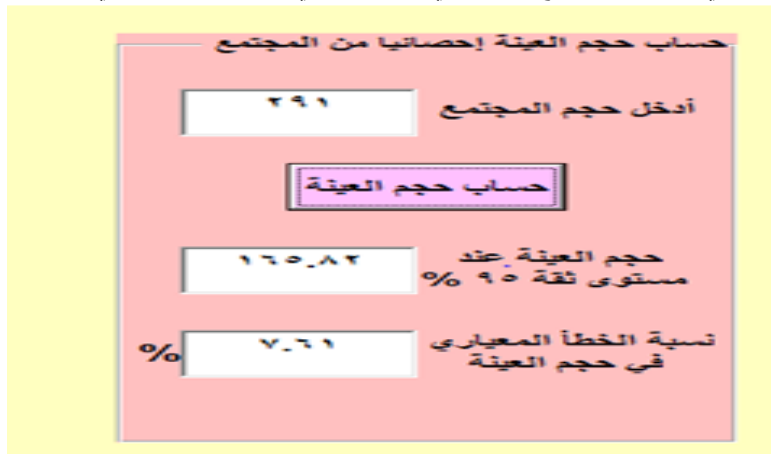 حساب حجم العينة إحصائيا من المجتمع
أدخل حجم المجتمع
٢٩١
حساب حجم العينة
حجم العينة عند
مستوى ثقة ٩٥ %
١٦٥.٨٢
نسبة الخطأ المعياري
في حجم العينة
٧.٦١
%